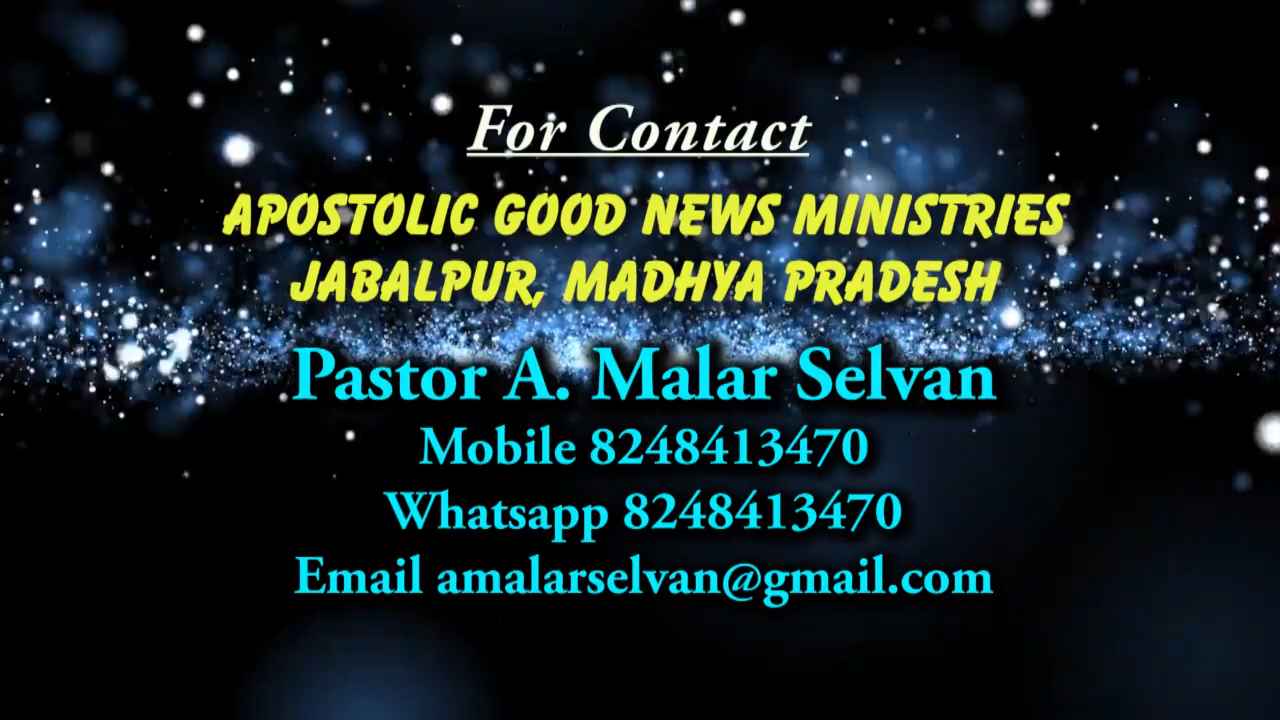 For Contact
APOSTOLIC GOOD NEWS MINISTRIES
JABALPUR, MADHYA PRADESH
Pastor A. Malar Selvan
Mobile 8248413470
Whatsapp 8248413470
Email amalarselvan@gmail.com